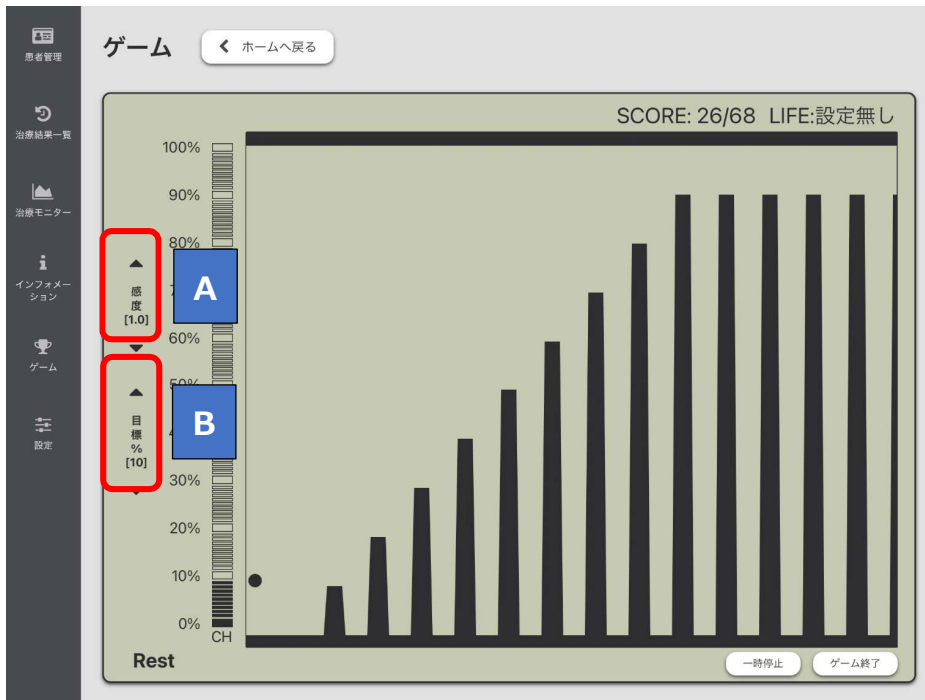 患者管理
治療結果一覧
治療モニター
インフォメー
ション
ゲーム
設定
ゲーム
ホームへ戻る
SCORE: 26/68 LIFE:設定無し
100%
90%
80%
60%
50%
30%
20%
10%
0%
CH
感度
[1.0]
A
目標
%
[10]
B
Rest
一時停止
ゲーム終了